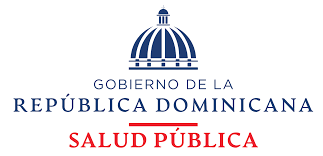 GOBIERNO DE LA
REPÚBLICA DOMINICANA
SALUD PÚBLICA